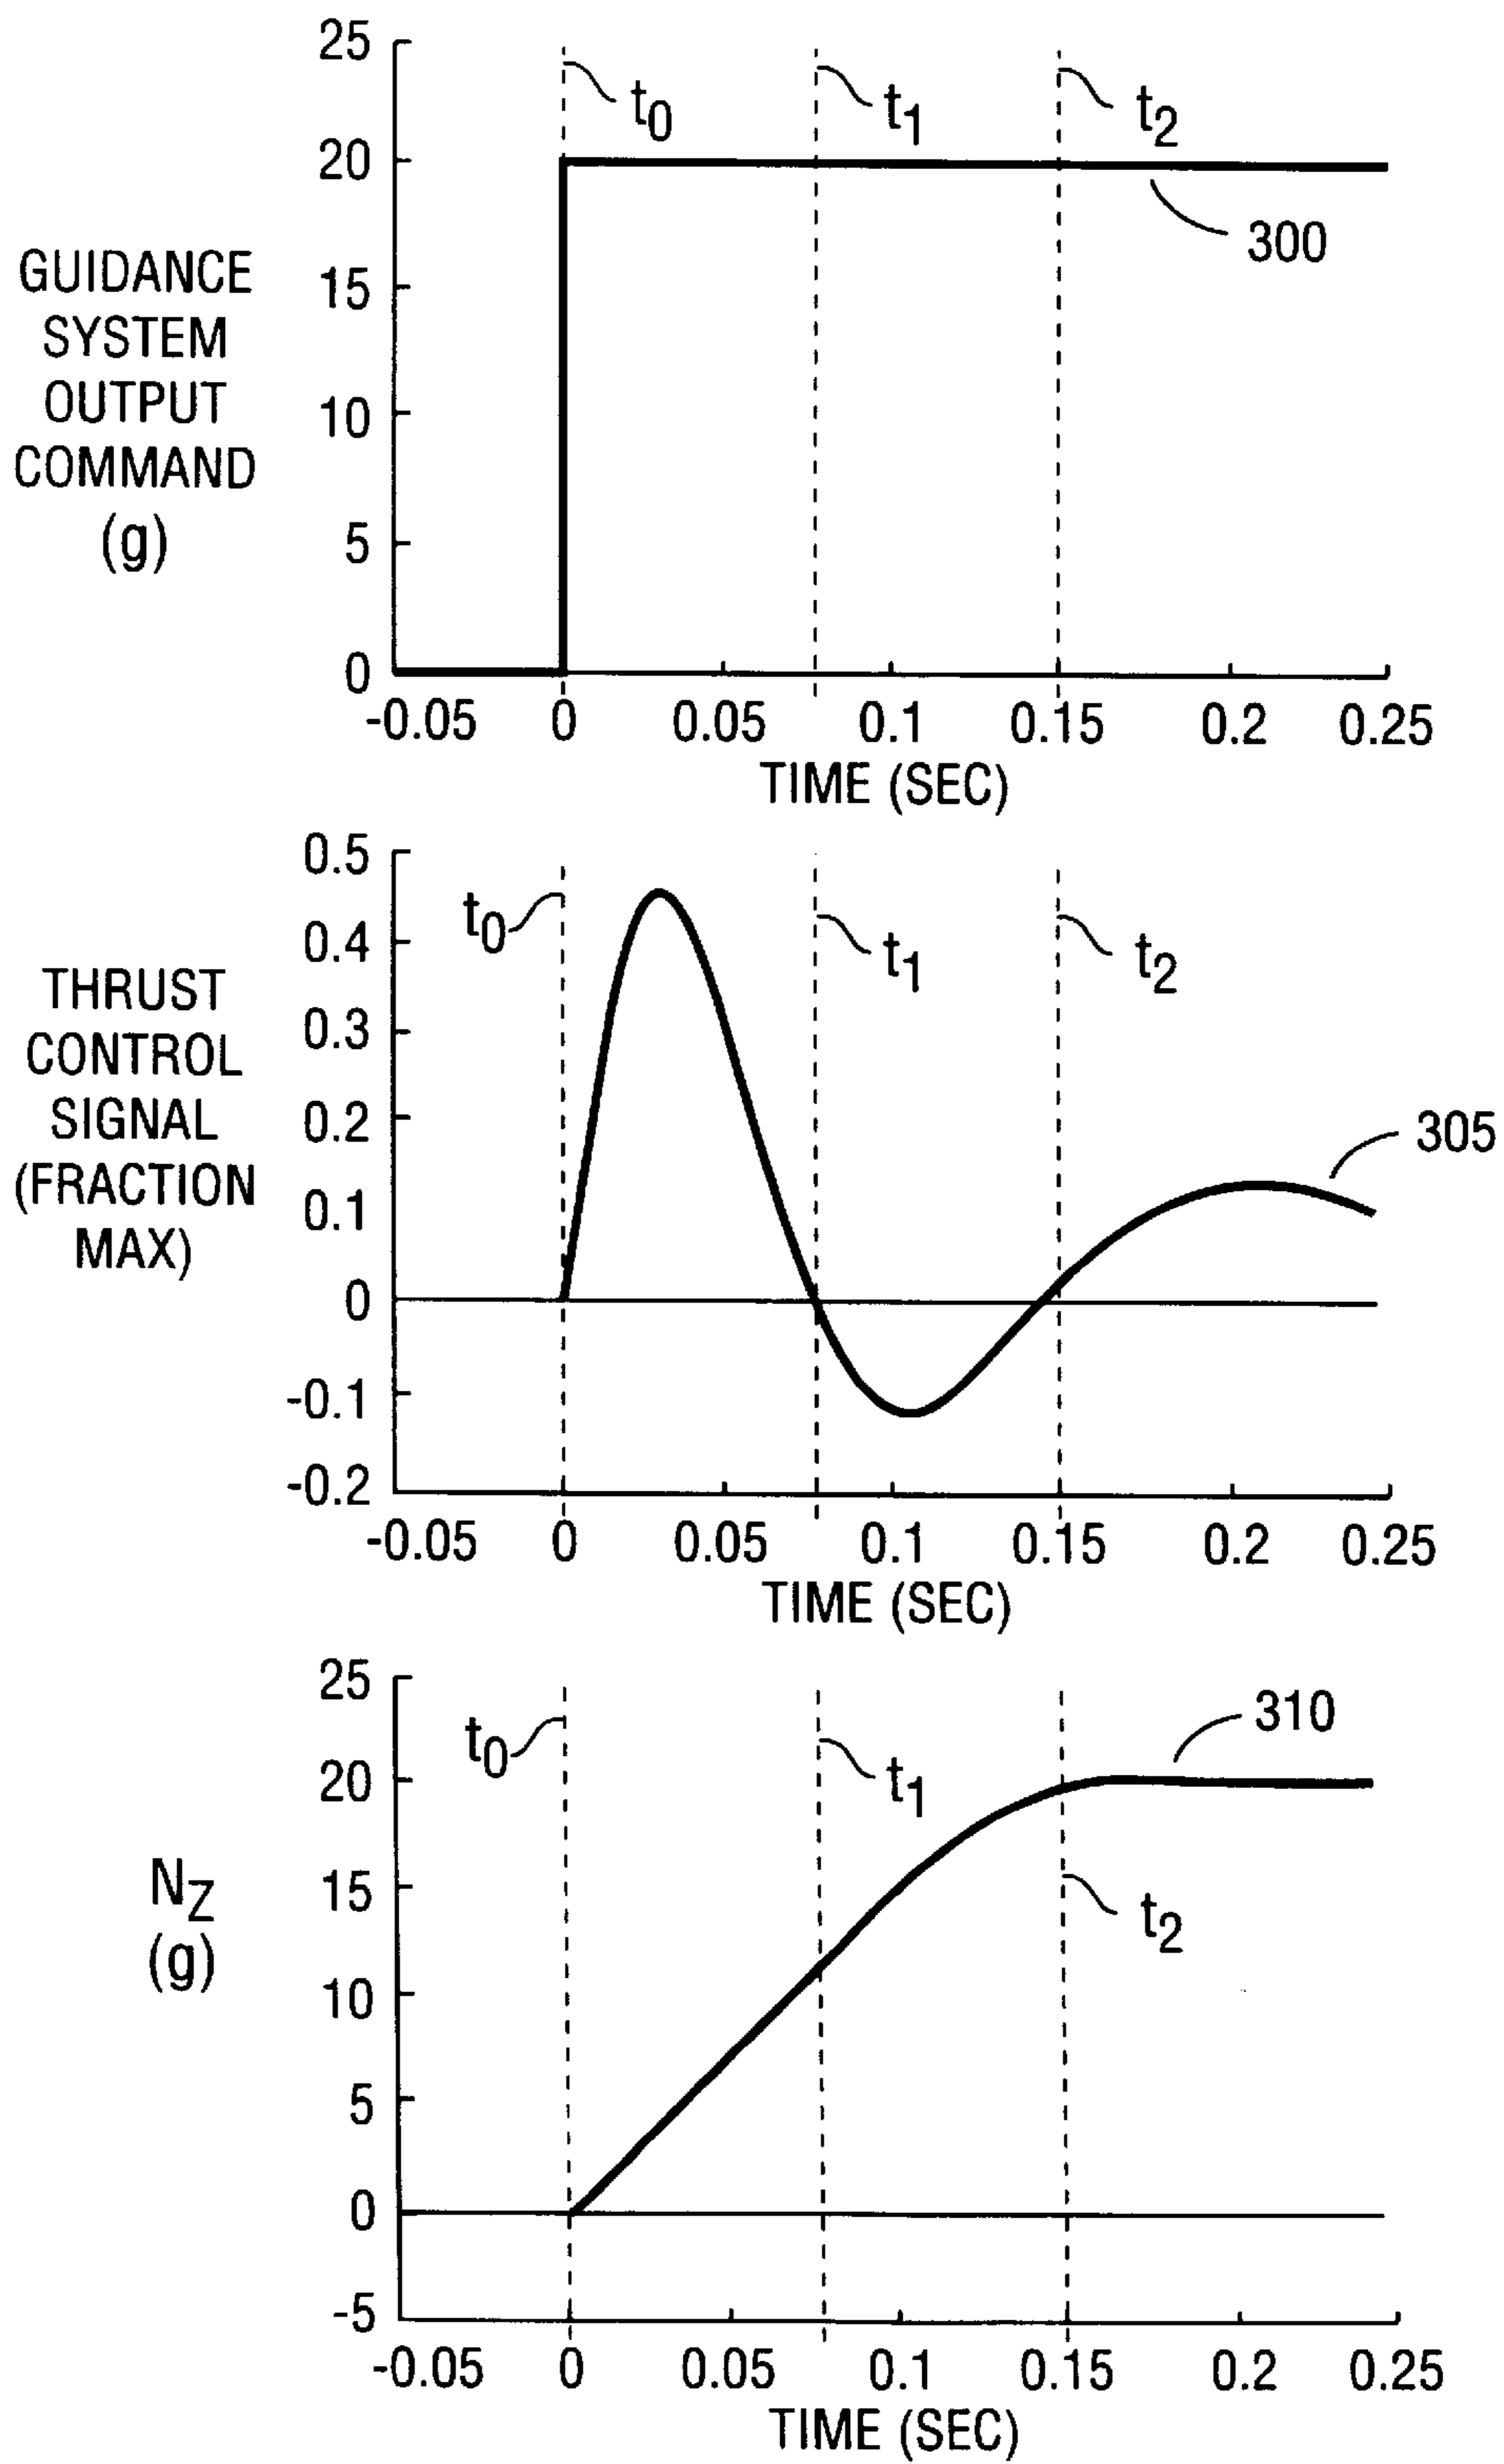 25
20
15
10
5
0
GUIDANCE
SYSTEM
OUTPUT
COMMAND
(g)
t0
t1
t2
300
-0.05 0 0.05 0.1 0.15 0.2 0.25
TIME (SEC)
0.5
0.4
0.3
0.2
0.1
0
-0.1
-0.2
THRUST
CONTROL
SIGNAL
(FRACTION
MAX)
t0
t1
t2
305
-0.05 0 0.05 0.1 0.15 0.2 0.25
TIME (SEC)
25
20
15
10
5
0
-5
NZ
(g)
t0
t1
t2
310
-0.05 0 0.05 0.1 0.15 0.2 0.25
TIME (SEC)